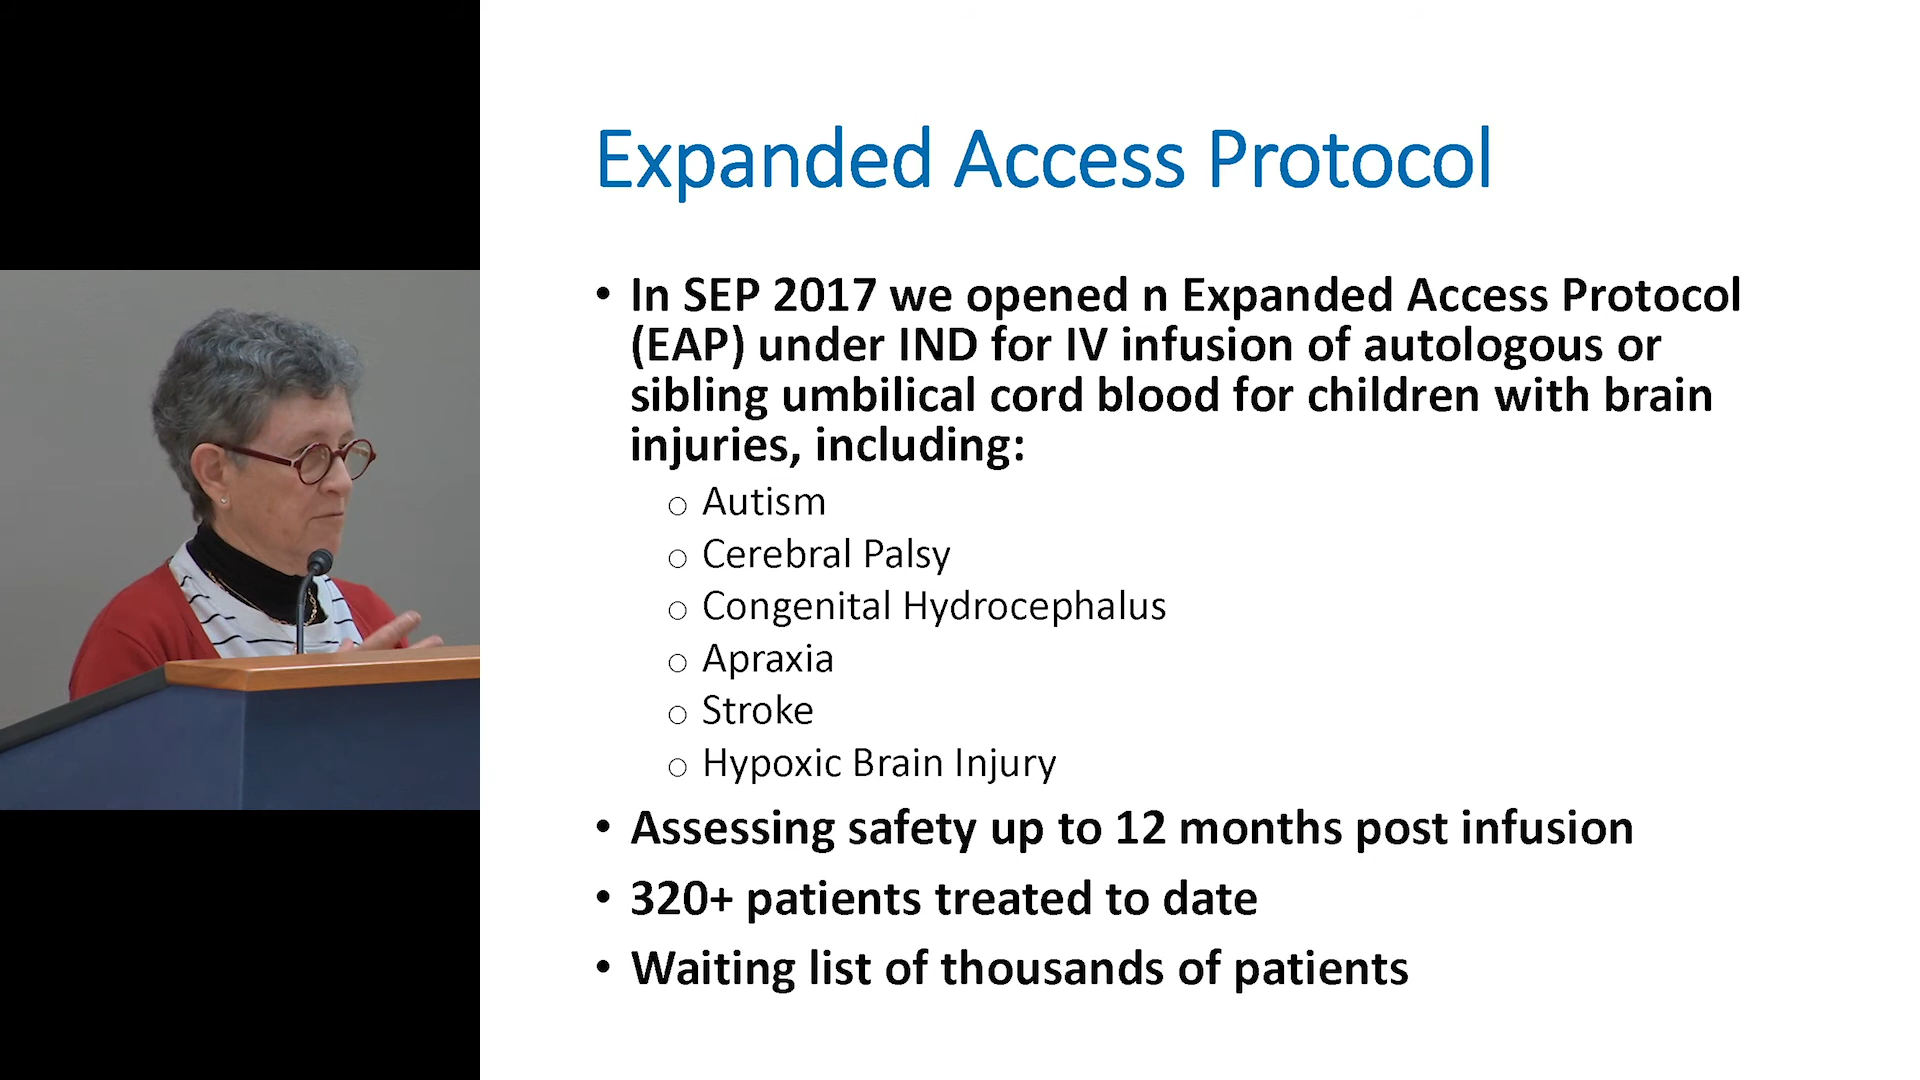 Expanded Access Protocol
• In SEP 2017 we opened n Expanded Access Protocol
(EAP) under IND for IV infusion of autologous or
sibling umbilical cord blood for children with brain
injuries, including:
o Autism
o Cerebral Palsy
o Congenital Hydrocephalus
o Apraxia
o Stroke
o Hypoxic Brain Injury
• Assessing safety up to 12 months post infusion
• 320+ patients treated to date
• Waiting list of thousands of patients